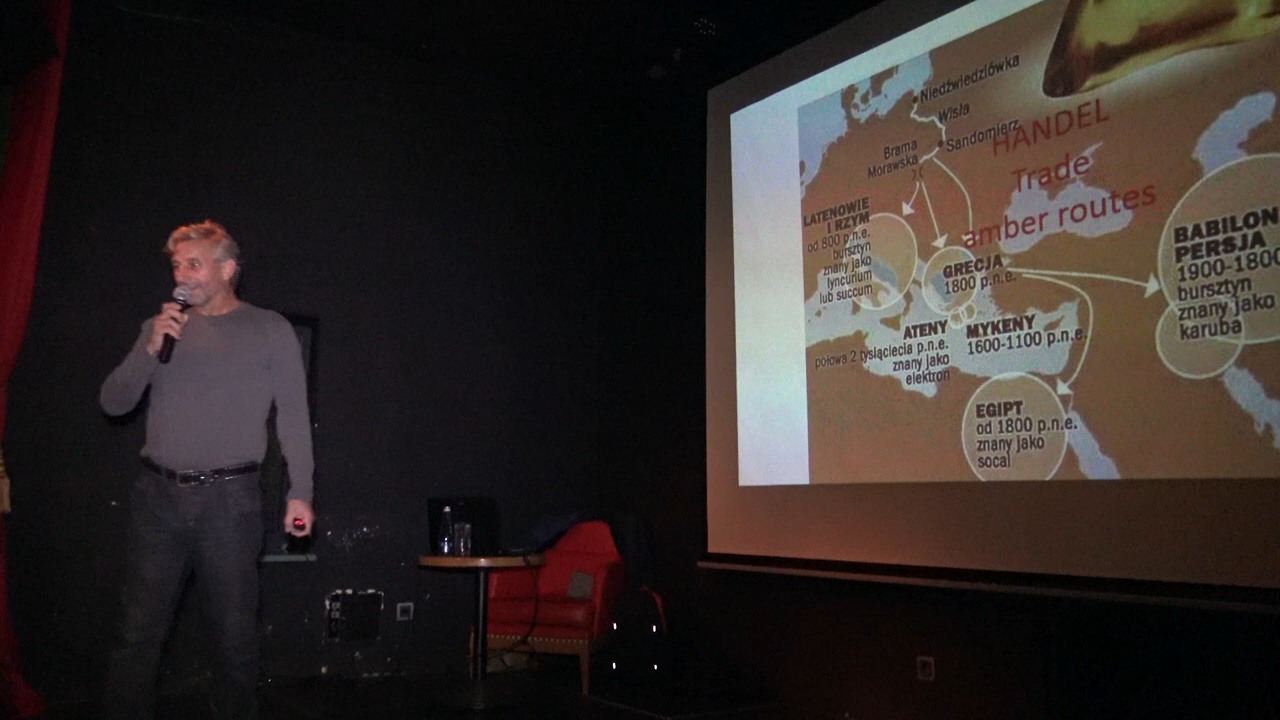 Niedźwiedziówka
Wisła
Sandomierz
Brama
Morawska
HANDEL
Trade
amber routes
LATENOWIE
I RZYM
od 800 p.n.e.
bursztyn
znany jako
lyncurium
lub succum
GRECJA
1800 p.n.e.
BABILON
PERSJA
1900-1800
bursztyn
znany jako
karuba
ATENY
połowa 2 tysiąclecia p.n.e.
znany jako
elektron
MYKENY
1600-1100 p.n.e.
EGIPT
od 1800 p.n.e.
znany jako
socal